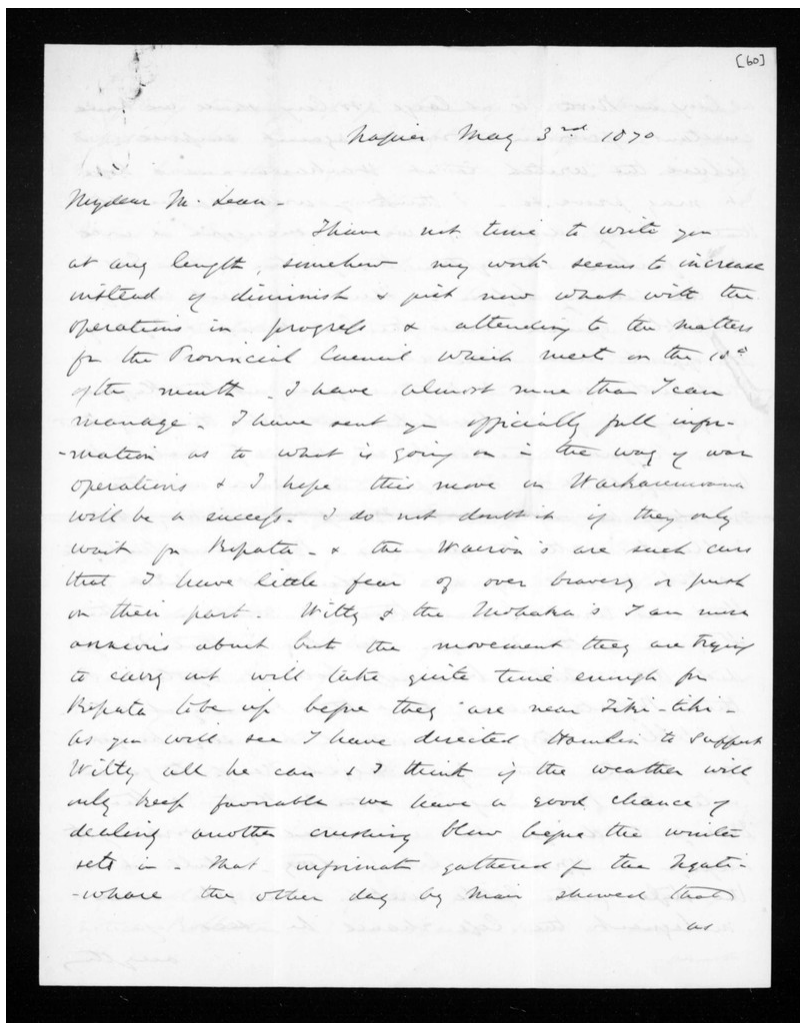 [60]
Napier May 3rd 1870
My dear McLean -
I have not time to write you
at any length, somehow my work seems to increase
instead of diminish & just now what with the
operations in progress & attending to the matters
for the Provincial Council which meet on the 10th
of the month - I have almost more than I can
manage - I have sent you officially full infor-
-mation as to what is going on in the way of war
operations & I hope this move on Waikaremoana
will be a success - I do not doubt it if they only
wait for Ropata - & the Wairoa's are such curs
that I have little fear of over bravery or push
on their part. Witty & the Mohaka's I am more
anxious about but the movement they are trying
to carry out will take quite time enough for
Ropata to be up before they are near Tiki-tiki -
As you will see I have directed Hamlin to support
Witty all he can & I think if the weather will
only keep favorable we have a good chance of
dealing another crushing blow before the winter
sets in - That informat gathered fr the Ngati-
-whare the other day by Main shewed that
as